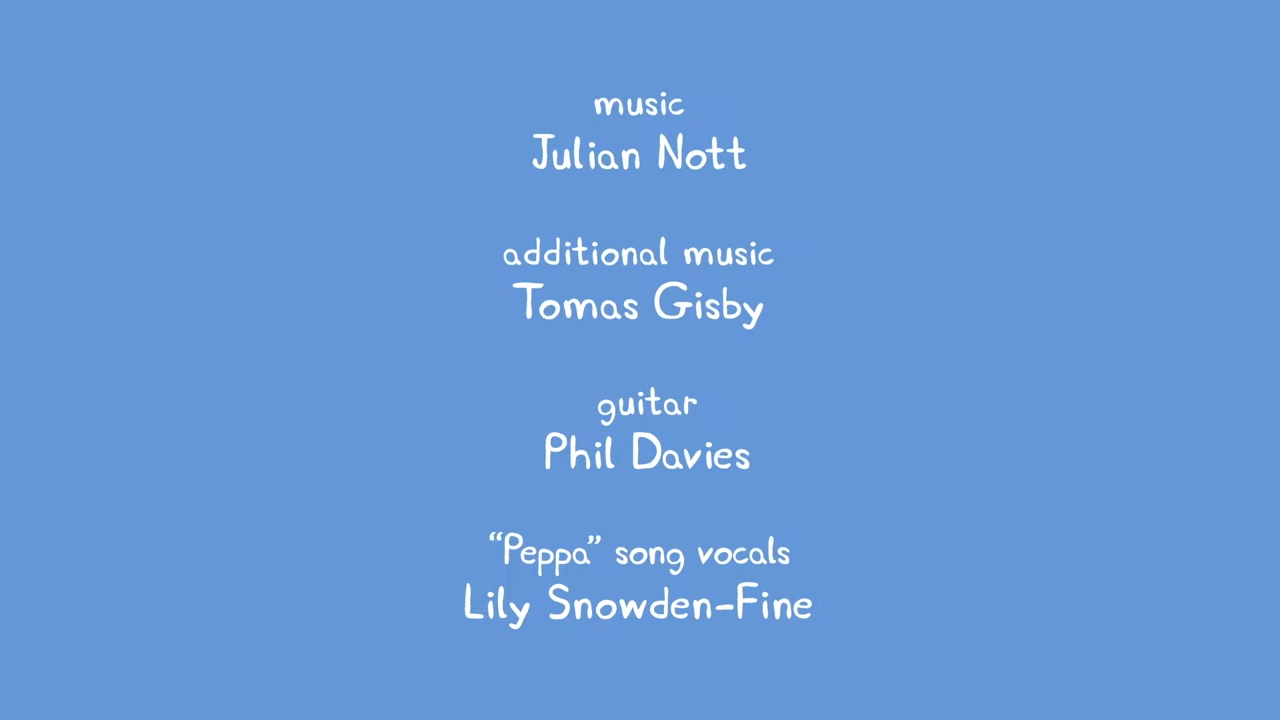 music
Julian Nott
additional music
Tomas Gisby
guitar
Phil Davies
“Peppa” song vocals
Lily Snowden-Fine